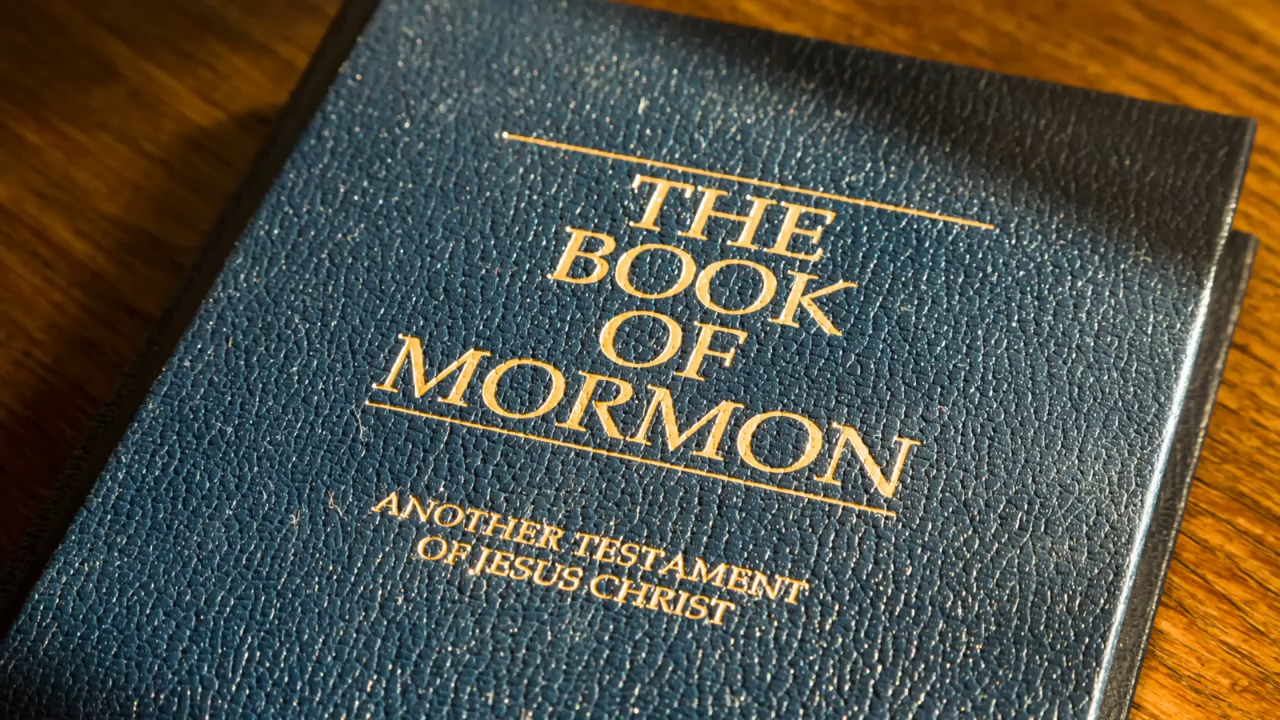 THE
BOOK
OF
MORMON
ANOTHER TESTAMENT
OF JESUS CHRIST